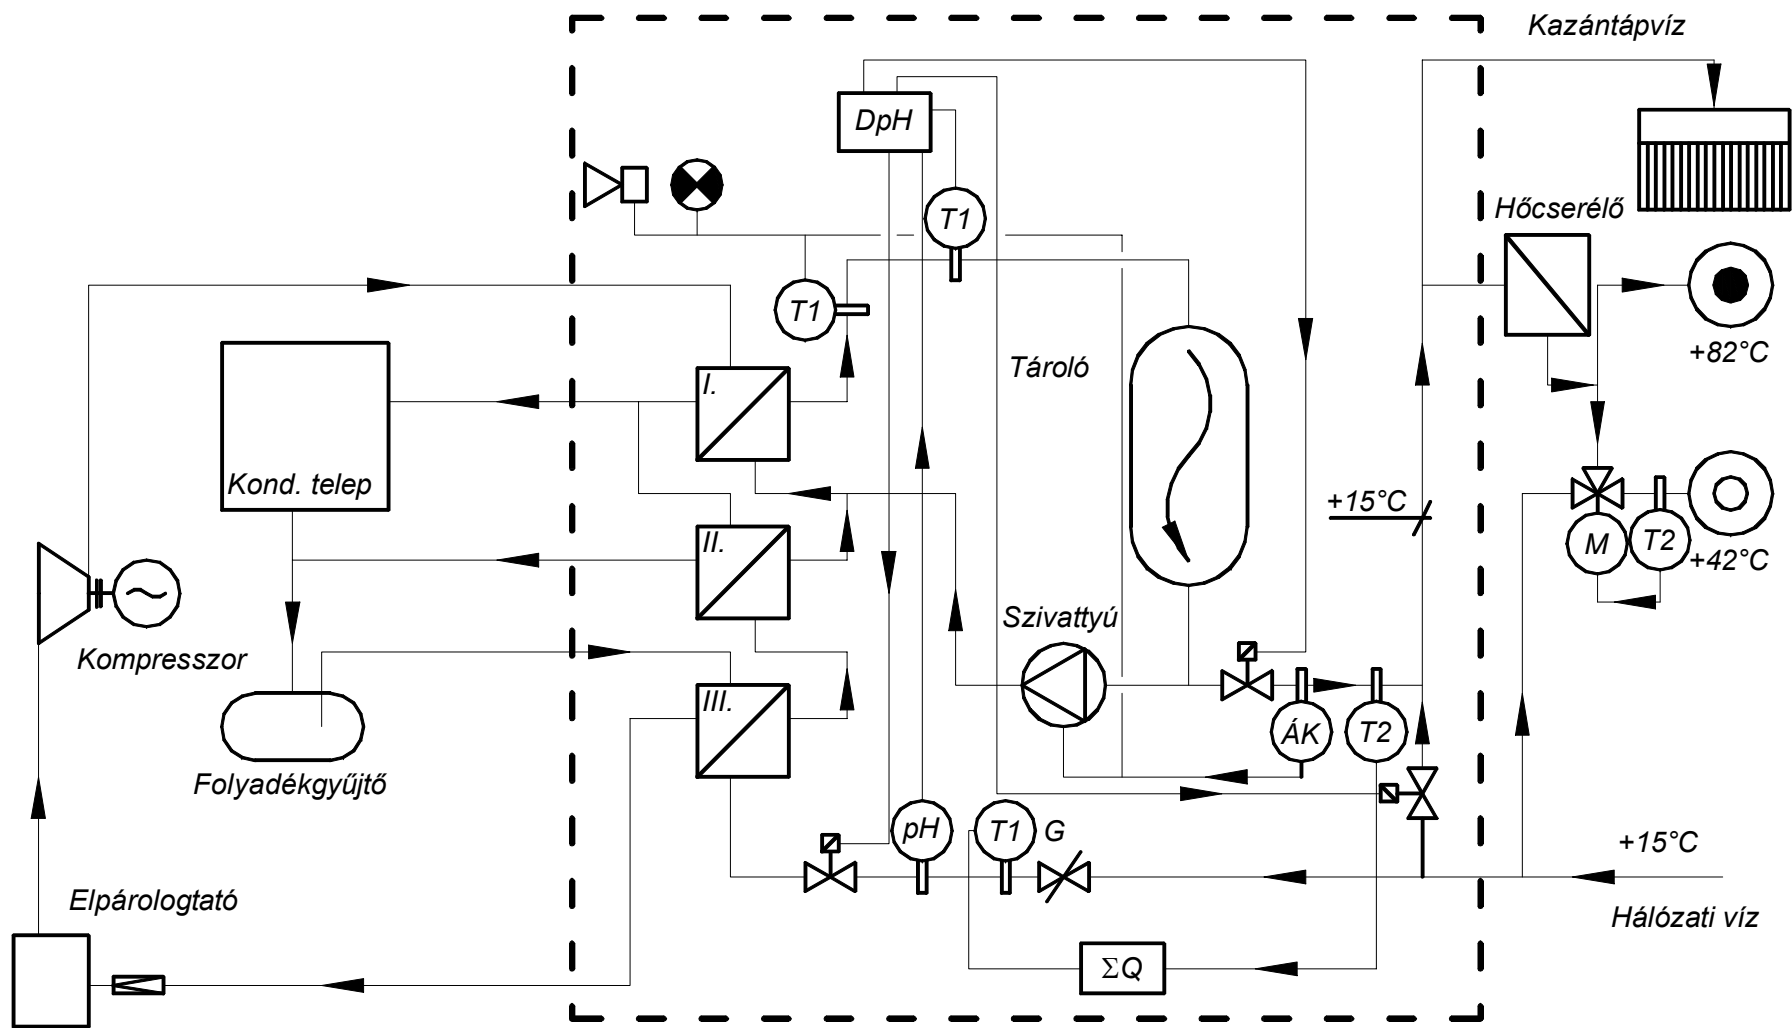 Kazántápvíz
DpH
T1
Hőcserélő
T1
+82°C
Tároló
I.
Kond. telep
+15°C
II.
M
T2
+42°C
Szivattyú
Kompresszor
III.
ÁK
T2
Folyadékgyűjtő
pH
T1
G
+15°C
Elpárologtató
Hálózati víz
ΣQ